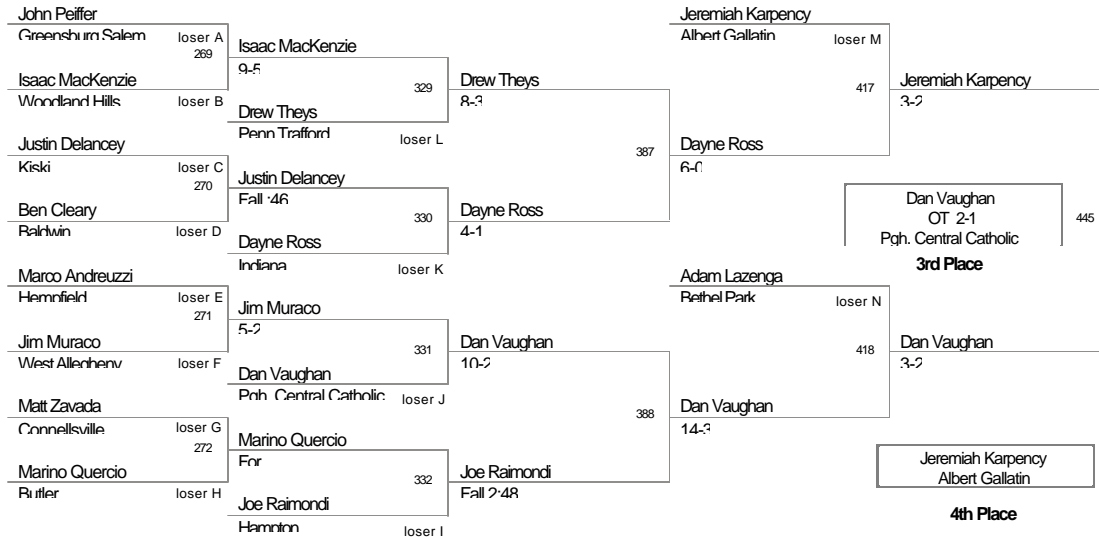 John Peiffer
Greensburg Salem
loser A
269
Isaac MacKenzie
Woodland Hills
loser B
Justin Delancey
Kiski
loser C
270
Ben Cleary
Baldwin
loser D
Marco Andreuzzi
Hempfield
loser E
271
Jim Muraco
West Allegheny
loser F
Matt Zavada
Connellsville
loser G
272
Marino Quercio
Butler
loser H
Isaac MacKenzie
9-5
329
Drew Theys
Penn Trafford
loser L
Justin Delancey
Fall :46
330
Dayne Ross
Indiana
loser K
Jim Muraco
5-2
331
Dan Vaughan
Pgh. Central Catholic
loser J
Marino Quercio
For
332
Joe Raimondi
Hampton
loser I
Drew Theys
8-3
387
Dayne Ross
4-1
Dan Vaughan
10-2
388
Joe Raimondi
Fall 2:48
Jeremiah Karpency
Albert Gallatin
loser M
417
Dayne Ross
6-0
Adam Lazenga
Bethel Park
loser N
418
Dan Vaughan
14-3
Jeremiah Karpency
3-2
Dan Vaughan
OT 2-1
Pgh. Central Catholic
445
3rd Place
Dan Vaughan
3-2
Jeremiah Karpency
Albert Gallatin
4th Place